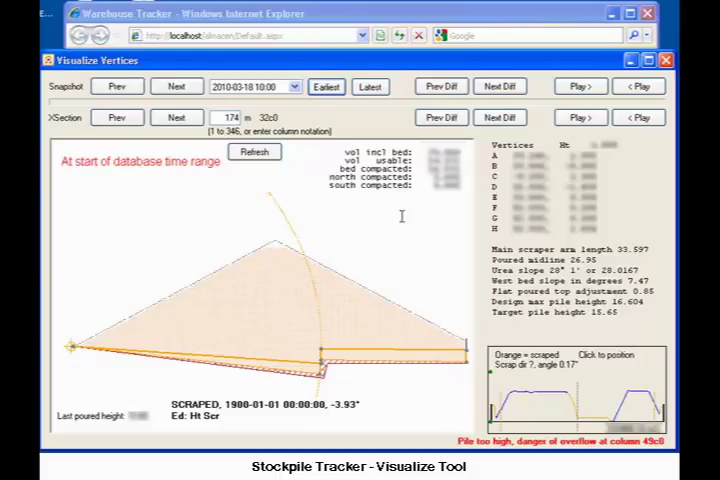 Warehouse Tracker - Windows Internet Explorer
http://localhost/almazen/Default.aspx
Google
Visualize Vertices
Snapshot Prev Next 2010-03-18 10:00 Earliest Latest Prev Diff Next Diff Play> < Play
XSection Prev Next 174 m 32c0 Prev Diff Next Diff Play> < Play
(1 to 346, or enter column notation)
At start of database time range
Refresh
vol incl bed:
vol usable:
bed compacted:
north compacted:
south compacted:
Vertices Ht
A
B
C
D
E
F
G
H
Main scraper arm length 33.597
Poured midline 26.95
Urea slope 28° 1' or 28.0167
West bed slope in degrees 7.47
Flat poured top adjustment 0.85
Design max pile height 16.604
Target pile height 15.65
Orange = scraped Click to position
Scrap dir ?, angle 0.17°
SCRAPED, 1900-01-01 00:00:00, -3.93°
Last poured height:
Ed: Ht Scr
Pile too high, danger of overflow at column 49c0
Stockpile Tracker - Visualize Tool